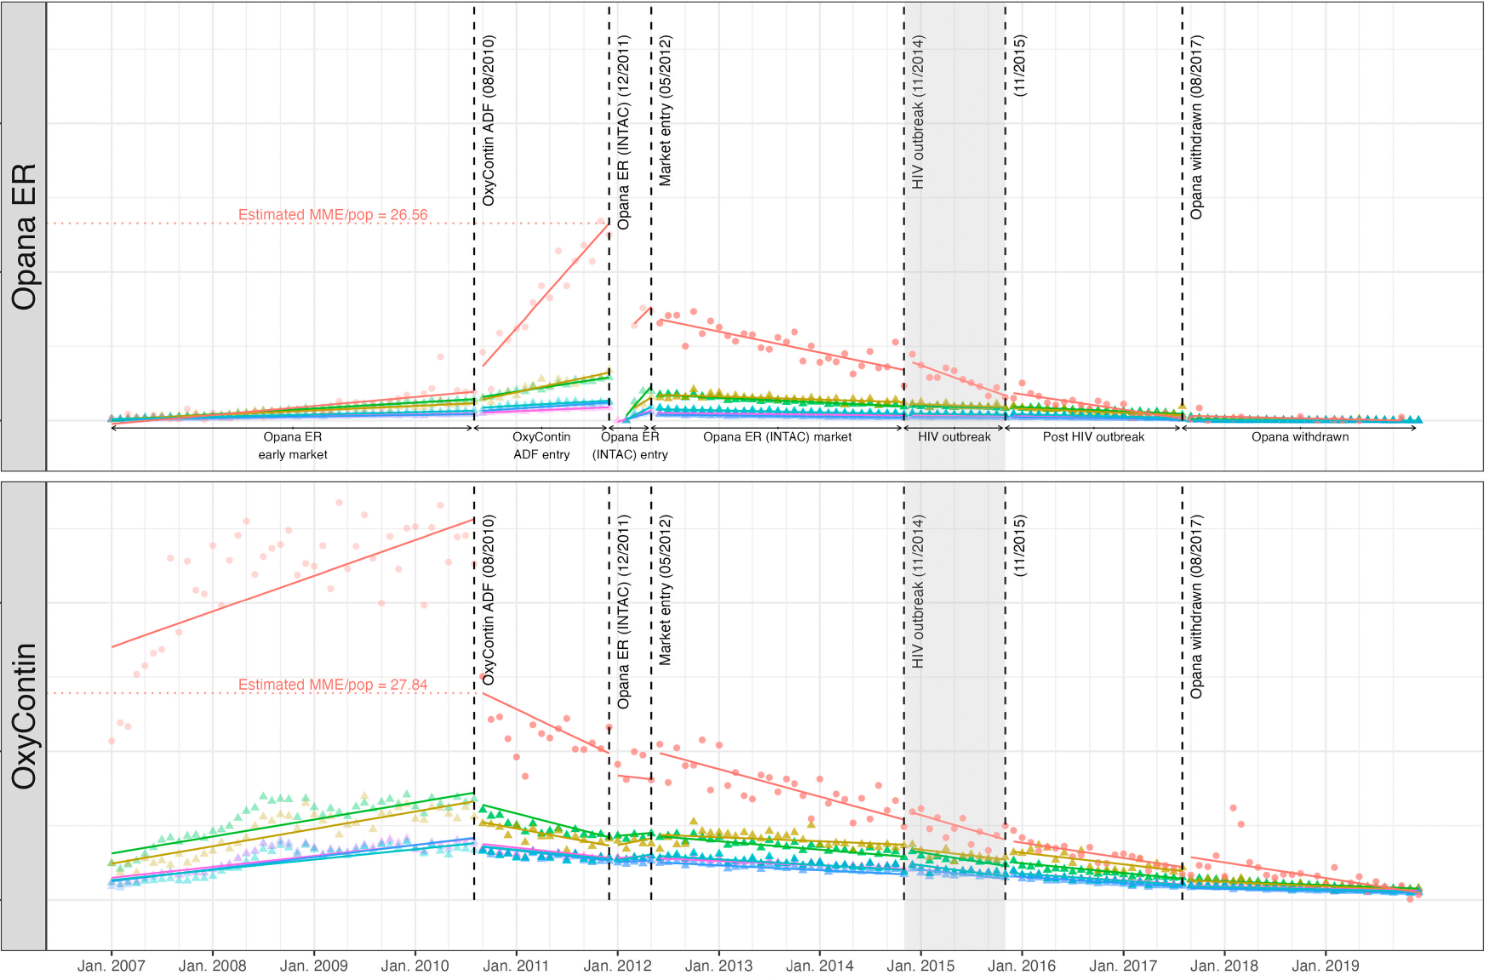 Opana ER
OxyContin ADF (08/2010)
Opana ER (INTAC) (12/2011)
Market entry (05/2012)
HIV outbreak (11/2014)
(11/2015)
Opana withdrawn (08/2017)
Estimated MME/pop = 26.56
Opana ER
early market
OxyContin
ADF entry
Opana ER
(INTAC) entry
Opana ER (INTAC) market
HIV outbreak
Post HIV outbreak
Opana withdrawn
OxyContin
OxyContin ADF (08/2010)
Opana ER (INTAC) (12/2011)
Market entry (05/2012)
HIV outbreak (11/2014)
(11/2015)
Opana withdrawn (08/2017)
Estimated MME/pop = 27.84
Jan. 2007 Jan. 2008 Jan. 2009 Jan. 2010 Jan. 2011 Jan. 2012 Jan. 2013 Jan. 2014 Jan. 2015 Jan. 2016 Jan. 2017 Jan. 2018 Jan. 2019